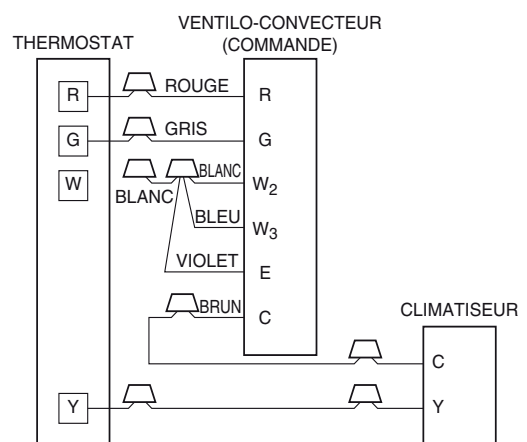 VENTILO-CONVECTEUR
(COMMANDE)
THERMOSTAT
R ROUGE R
G GRIS G
W BLANC W2
BLANC
BLEU W3
VIOLET E
BRUN C
CLIMATISEUR
C
Y Y